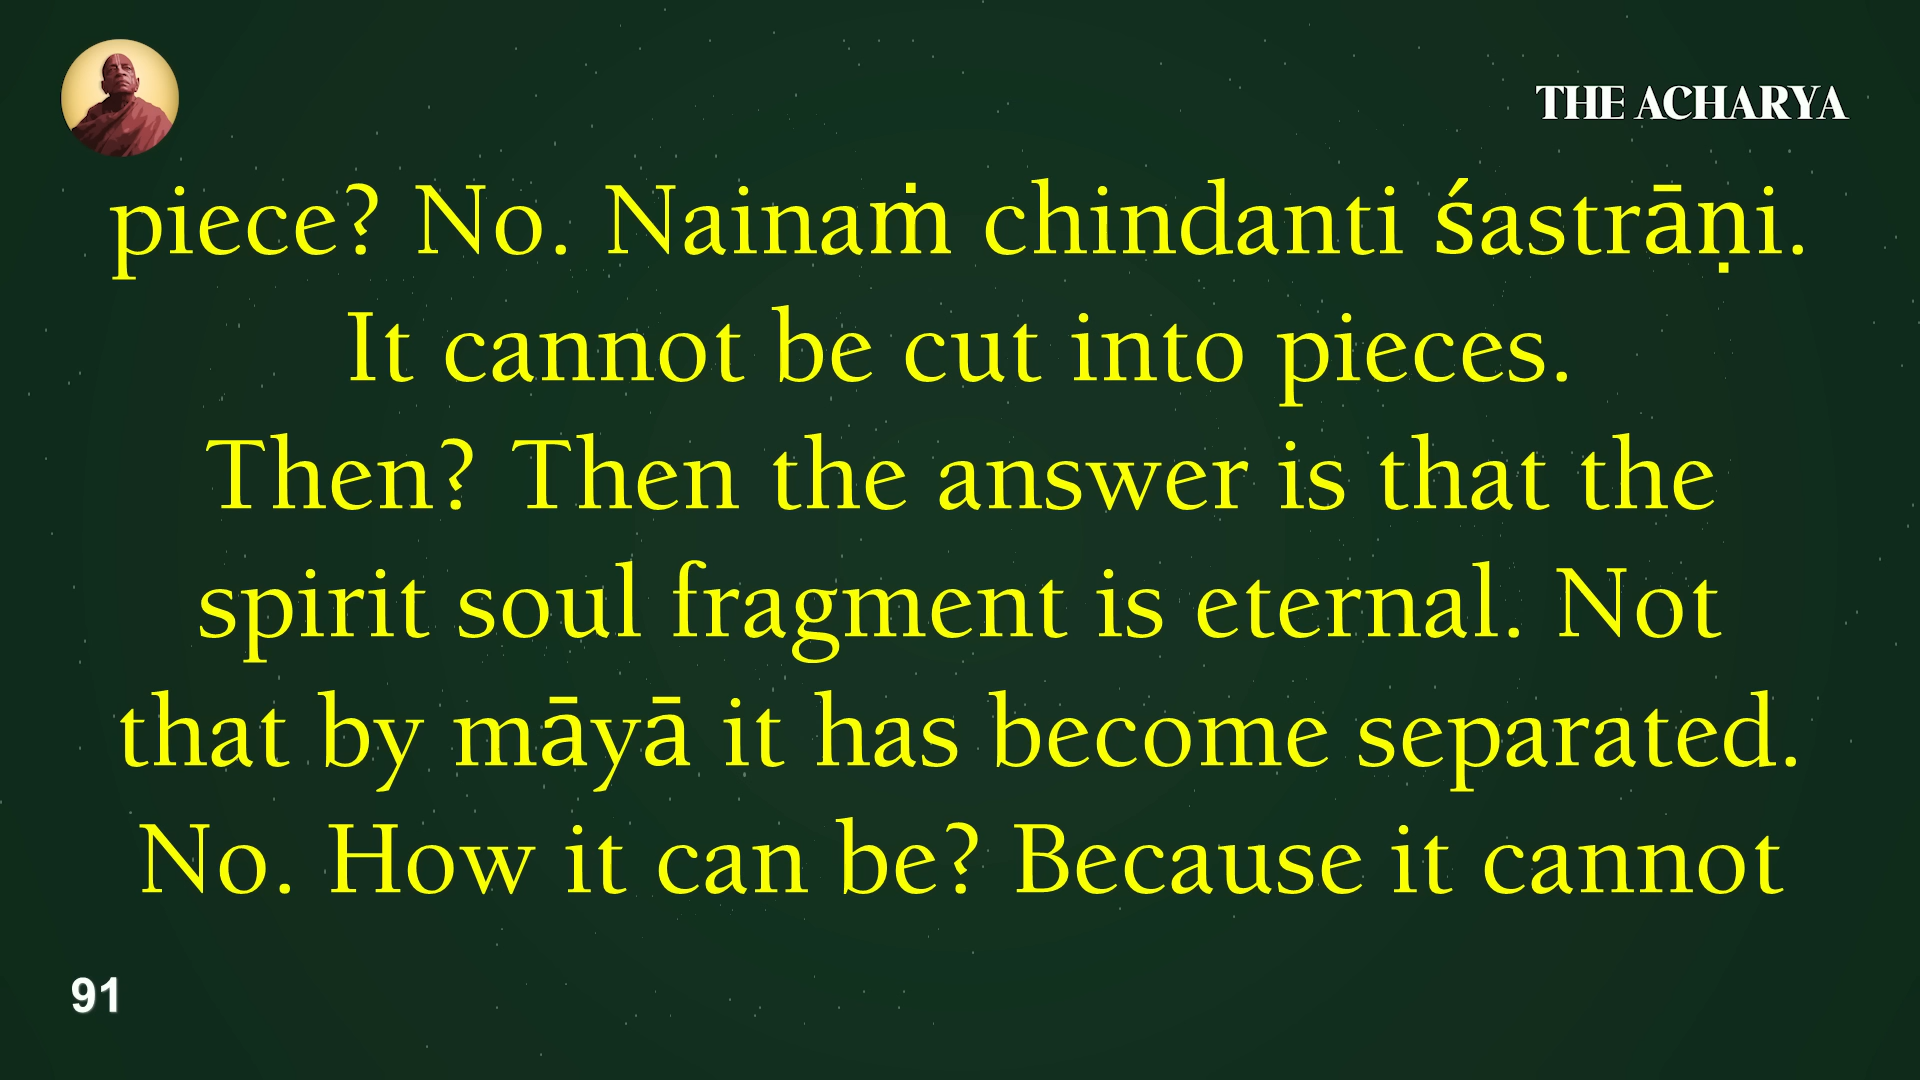 THE ACHARYA
piece? No. Nainaṁ chindanti śastrāṇi.
It cannot be cut into pieces.
Then? Then the answer is that the
spirit soul fragment is eternal. Not
that by māyā it has become separated.
No. How it can be? Because it cannot
91